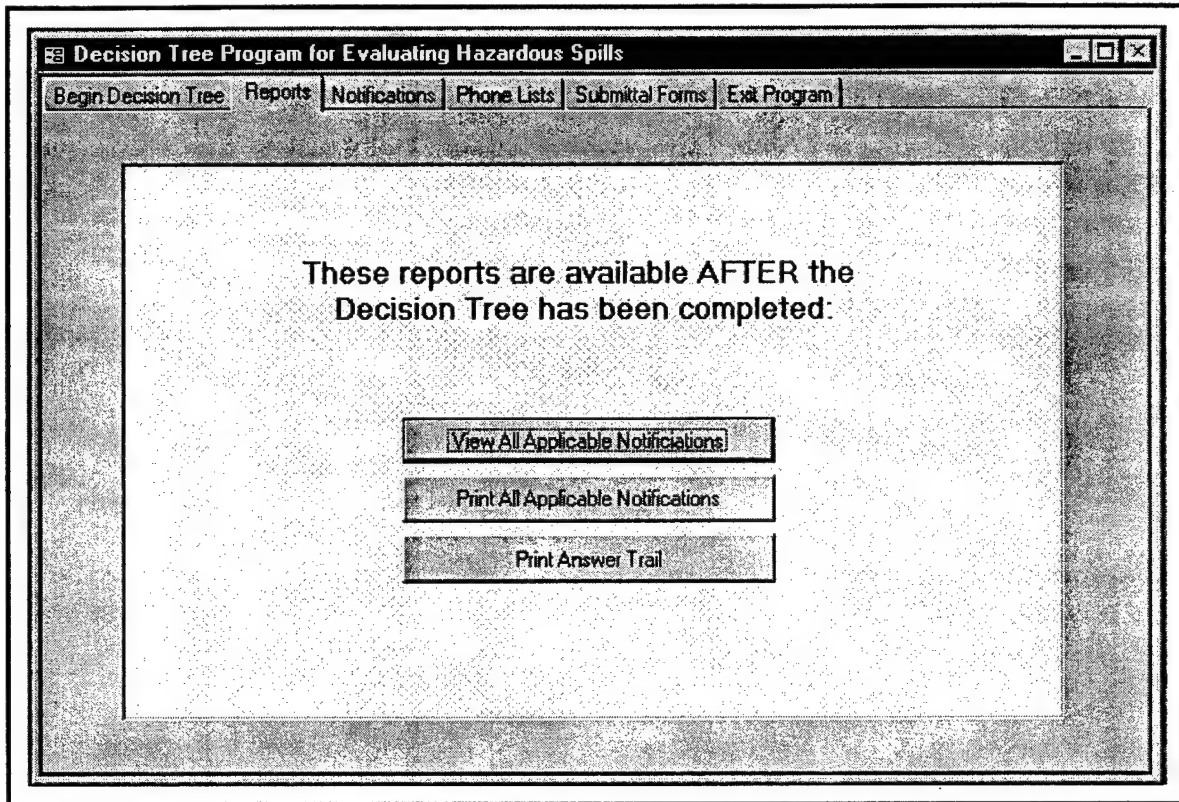 Decision Tree Program for Evaluating Hazardous Spills
Begin Decision Tree Reports Notifications Phone Lists Submittal Forms Exit Program
These reports are available AFTER the
Decision Tree has been completed:
View All Applicable Notificiations
Print All Applicable Notifications
Print Answer Trail